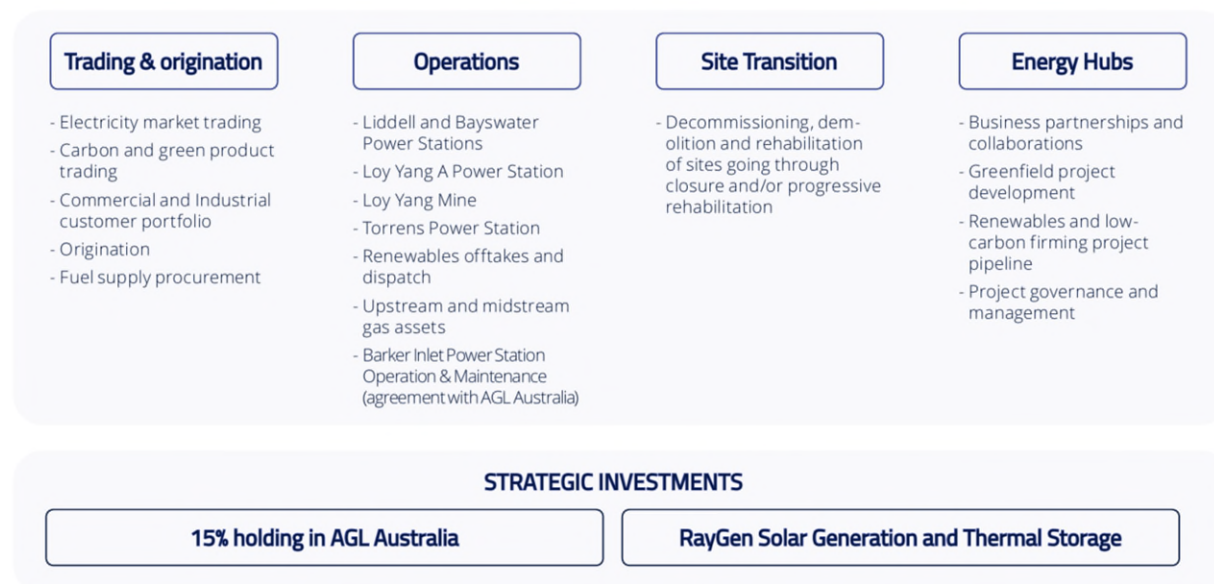 Trading & origination
- Electricity market trading
- Carbon and green product
trading
- Commercial and Industrial
customer portfolio
- Origination
- Fuel supply procurement
Operations
- Liddell and Bayswater
Power Stations
- Loy Yang A Power Station
- Loy Yang Mine
- Torrens Power Station
- Renewables offtakes and
dispatch
- Upstream and midstream
gas assets
- Barker Inlet Power Station
Operation & Maintenance
(agreement with AGL Australia)
Site Transition
- Decommissioning, dem-
olition and rehabilitation
of sites going through
closure and/or progressive
rehabilitation
Energy Hubs
- Business partnerships and
collaborations
- Greenfield project
development
- Renewables and low-
carbon firming project
pipeline
- Project governance and
management
STRATEGIC INVESTMENTS
15% holding in AGL Australia
RayGen Solar Generation and Thermal Storage